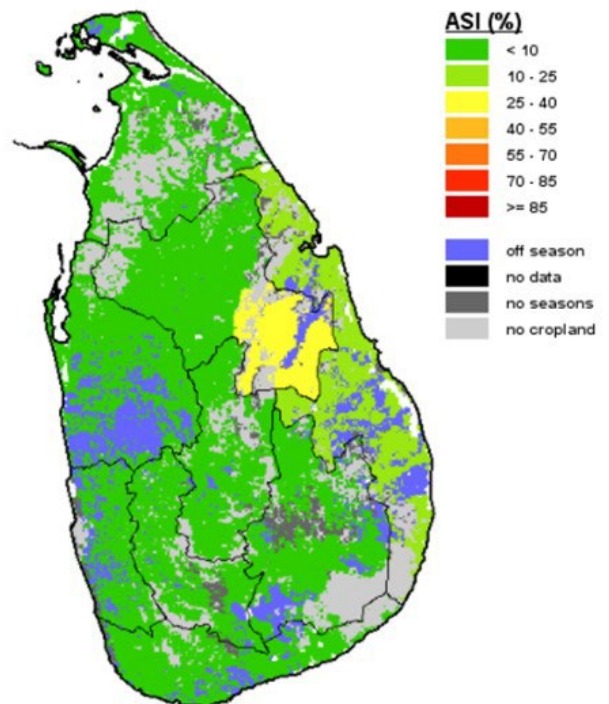 ASI (%)
< 10
10 - 25
25 - 40
40 - 55
55 - 70
70 - 85
>= 85
off season
no data
no seasons
no cropland